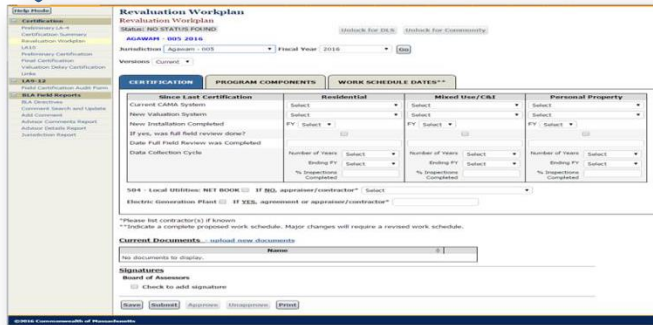 Help Mode
Certification
Preliminary LA-4
Certification Summary
Revaluation Workplan
LA10
Preliminary Certification
Final Certification
Valuation Delay Certification
Links
LA9-12
Field Certification Audit Form
BLA Field Reports
BLA Directives
Comment Search and Update
Add Comment
Advisor Comments Report
Advisor Details Report
Jurisdiction Report
Revaluation Workplan
Revaluation Workplan
Status: NO STATUS FOUND Unlock for DLS Unlock for Community
AGAWAM - 005 2016
Jurisdiction Agawam - 005 Fiscal Year 2016 Go
Versions Current
CERTIFICATION PROGRAM COMPONENTS WORK SCHEDULE DATES**
Since Last Certification Residential Mixed Use/C&I Personal Property
Current CAMA System Select Select Select
New Valuation System Select Select Select
New Installation Completed FY Select FY Select FY Select
If yes, was full field review done?
Date Full Field Review was Completed
Data Collection Cycle Number of Years Select Number of Years Select Number of Years Select
Ending FY Select Ending FY Select Ending FY Select
% Inspections Completed % Inspections Completed % Inspections Completed
504 - Local Utilities: NET BOOK If NO, appraiser/contractor* Select
Electric Generation Plant If YES, agreement or appraiser/contractor*
*Please list contractor(s) if known
**Indicate a complete proposed work schedule. Major changes will require a revised work schedule.
Current Documents - upload new documents
Name
No documents to display.
Signatures
Board of Assessors
Check to add signature
Save Submit Approve Unapprove Print
©2016 Commonwealth of Massachusetts